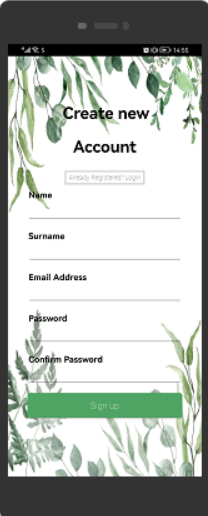 14:55
Create new
Account
Already Registered? Login
Name
Surname
Email Address
Password
Confirm Password
Sign up